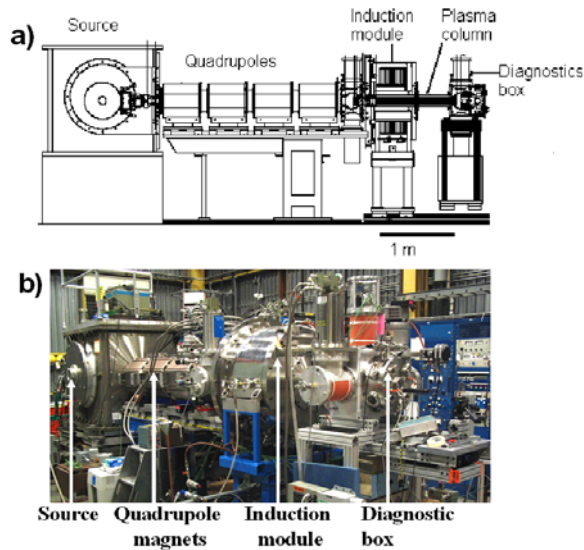 a)
Source
Quadrupoles
Induction
module
Plasma
column
Diagnostics
box
1 m
b)
Source Quadrupole Induction Diagnostic
magnets module box